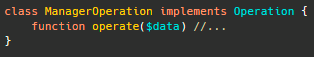 class ManagerOperation implements Operation {
function operate($data) //...
}